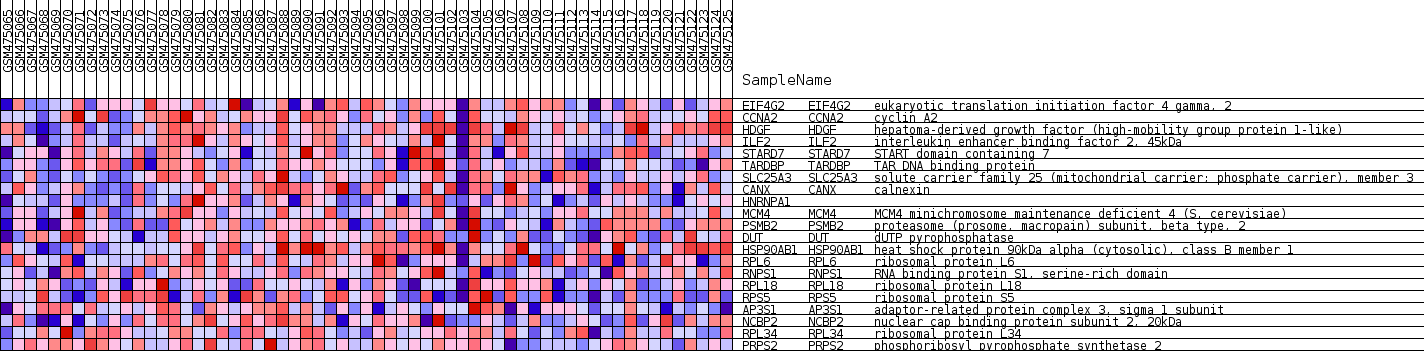 GSM475065 GSM475066 GSM475067 GSM475068 GSM475069 GSM475070 GSM475071 GSM475072 GSM475073 GSM475074 GSM475075 GSM475076 GSM475077 GSM475078 GSM475079 GSM475080 GSM475081 GSM475082 GSM475083 GSM475084 GSM475085 GSM475086 GSM475087 GSM475088 GSM475089 GSM475090 GSM475091 GSM475092 GSM475093 GSM475094 GSM475095 GSM475096 GSM475097 GSM475098 GSM475099 GSM475100 GSM475101 GSM475102 GSM475103 GSM475104 GSM475105 GSM475106 GSM475107 GSM475108 GSM475109 GSM475110 GSM475111 GSM475112 GSM475113 GSM475114 GSM475115 GSM475116 GSM475117 GSM475118 GSM475119 GSM475120 GSM475121 GSM475122 GSM475123 GSM475124 GSM475125
SampleName
EIF4G2 EIF4G2 eukaryotic translation initiation factor 4 gamma, 2
CCNA2 CCNA2 cyclin A2
HDGF HDGF hepatoma-derived growth factor (high-mobility group protein 1-like)
ILF2 ILF2 interleukin enhancer binding factor 2, 45kDa
STARD7 STARD7 START domain containing 7
TARDBP TARDBP TAR DNA binding protein
SLC25A3 SLC25A3 solute carrier family 25 (mitochondrial carrier; phosphate carrier), member 3
CANX CANX calnexin
HNRNPA1
MCM4 MCM4 MCM4 minichromosome maintenance deficient 4 (S. cerevisiae)
PSMB2 PSMB2 proteasome (prosome, macropain) subunit, beta type, 2
DUT DUT dUTP pyrophosphatase
HSP90AB1 HSP90AB1 heat shock protein 90kDa alpha (cytosolic), class B member 1
RPL6 RPL6 ribosomal protein L6
RNPS1 RNPS1 RNA binding protein S1, serine-rich domain
RPL18 RPL18 ribosomal protein L18
RPS5 RPS5 ribosomal protein S5
AP3S1 AP3S1 adaptor-related protein complex 3, sigma 1 subunit
NCBP2 NCBP2 nuclear cap binding protein subunit 2, 20kDa
RPL34 RPL34 ribosomal protein L34
PRPS2 PRPS2 phosphoribosyl pyrophosphate synthetase 2